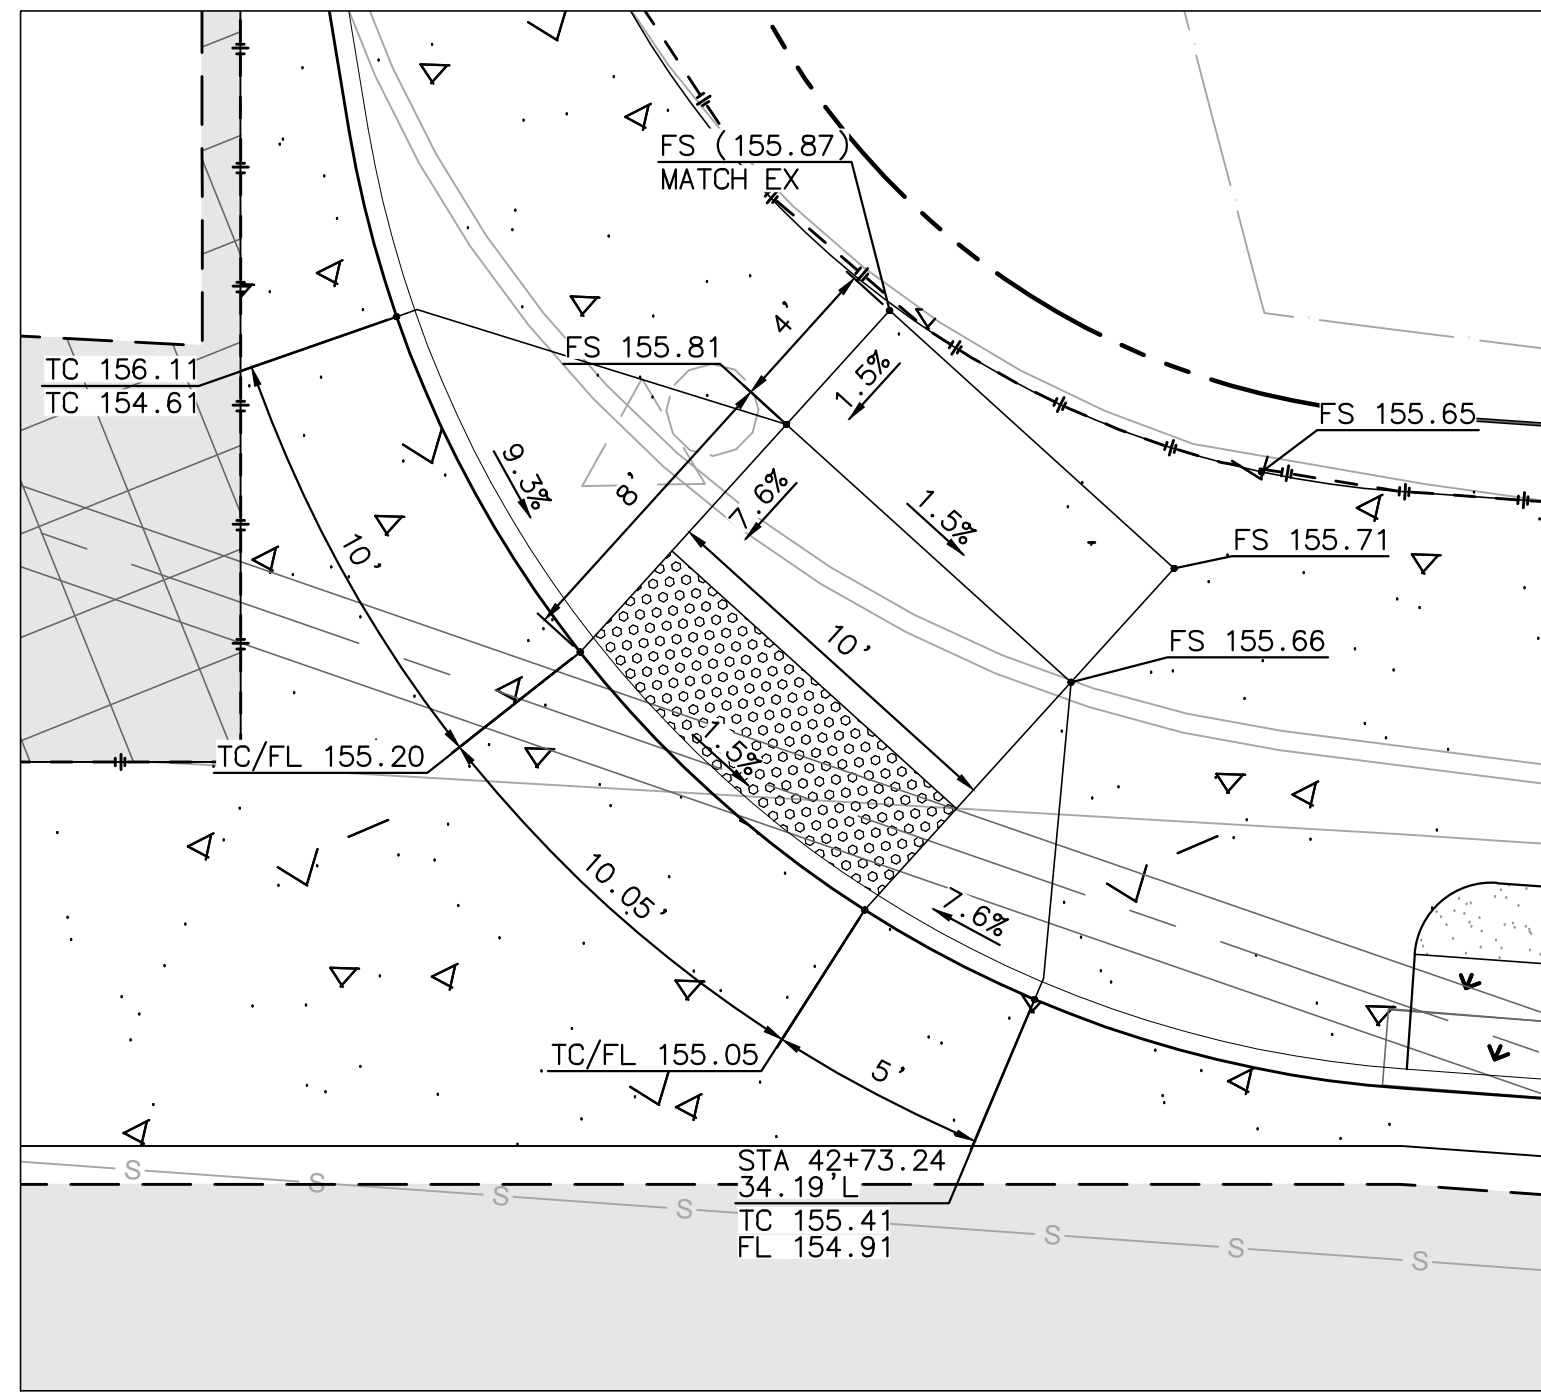 FS (155.87)
MATCH EX
4'
FS 155.81
1.5%
TC 156.11
TC 154.61
FS 155.65
9.3%
8'
7.6%
1.5%
10'
FS 155.71
10'
FS 155.66
TC/FL 155.20
1.5%
10.05'
7.6%
TC/FL 155.05
5'
STA 42+73.24
34.19'L
TC 155.41
FL 154.91
S
S
S
S
S
S
S